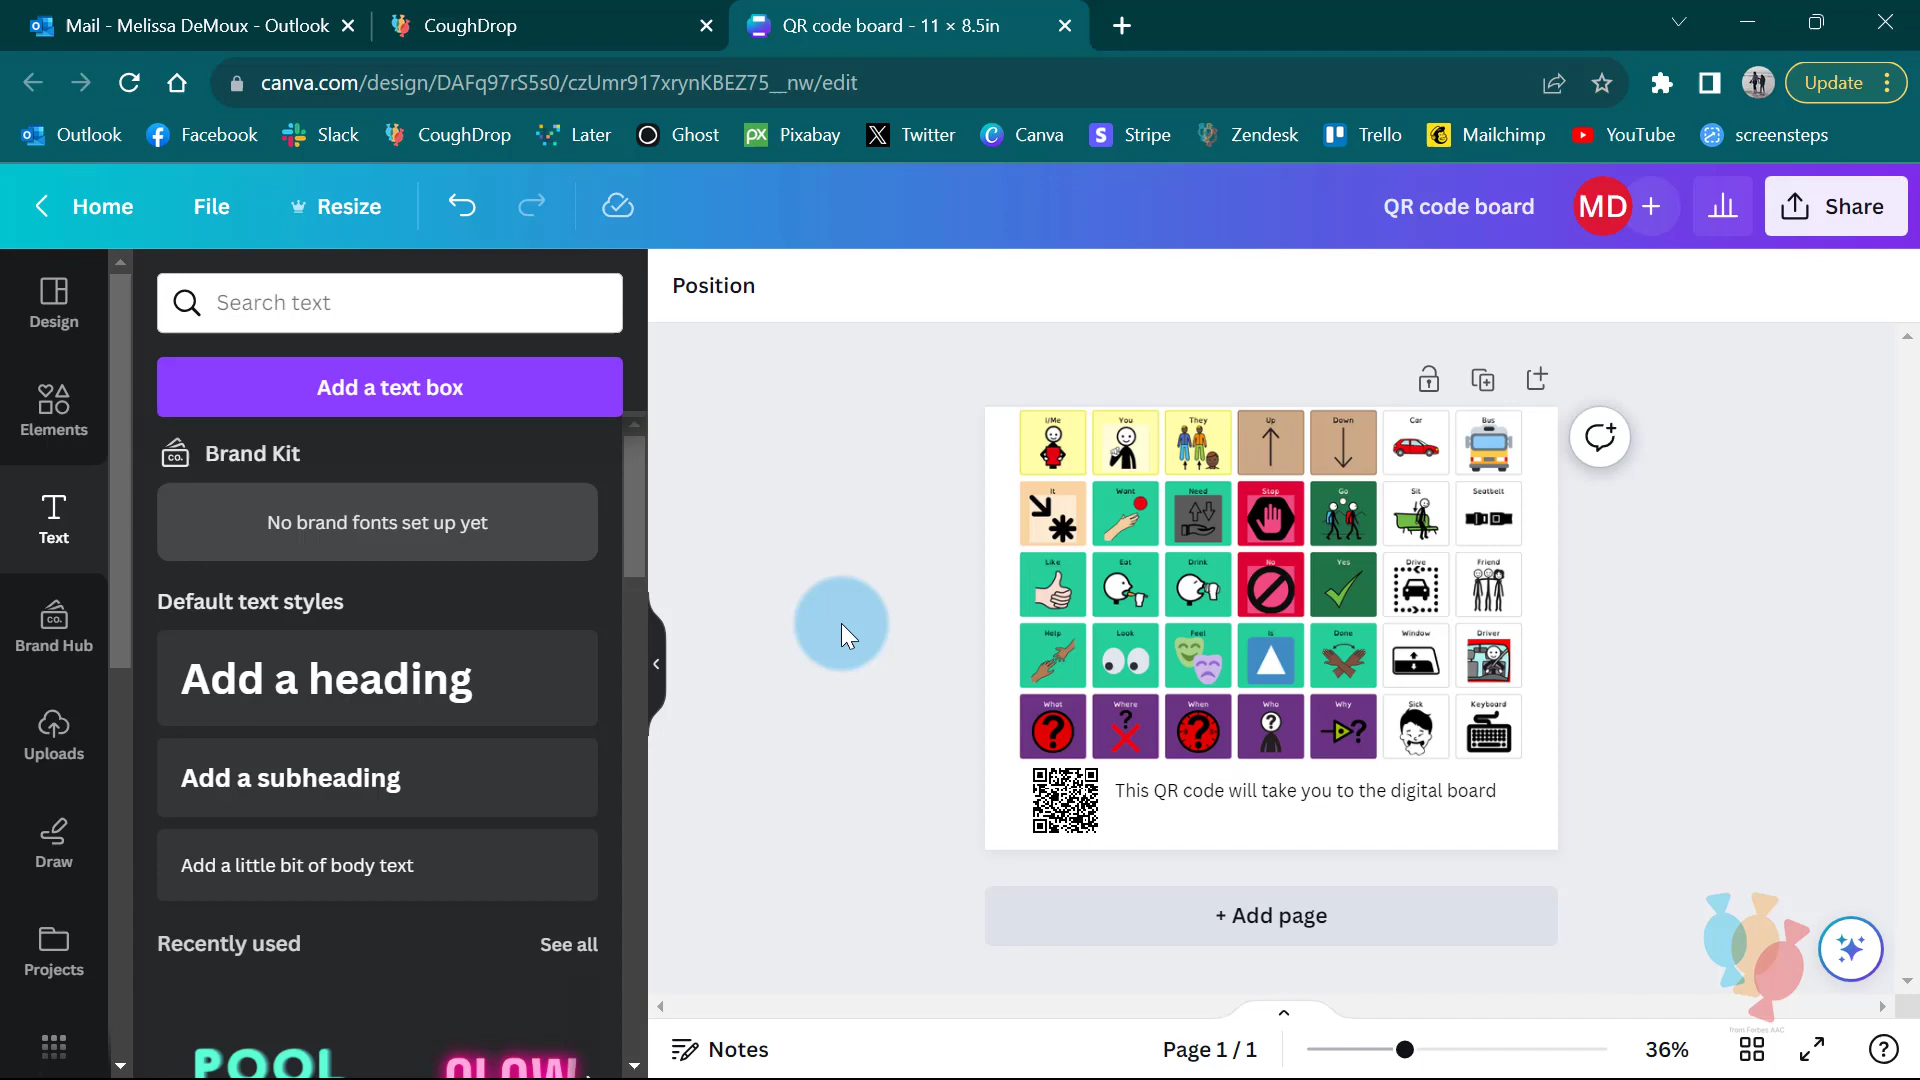 Mail - Melissa DeMoux - Outlook
CoughDrop
QR code board - 11 × 8.5in
canva.com/design/DAFq97rS5s0/czUmr917xrynKBEZ75__nw/edit
Update
Outlook
Facebook
Slack
CoughDrop
Later
Ghost
Pixabay
Twitter
Canva
Stripe
Zendesk
Trello
Mailchimp
YouTube
screensteps
Home
File
Resize
QR code board
MD
Share
Design
Elements
Text
Brand Hub
Uploads
Draw
Projects
Search text
Add a text box
Brand Kit
No brand fonts set up yet
Default text styles
Add a heading
Add a subheading
Add a little bit of body text
Recently used
See all
POOL
GLOW
Position
I/Me You They Up Down Car Bus
It Want Need Stop Go Sit Seatbelt
Like Eat Drink No Yes Drive Friend
Help Look Feel Is Done Window Driver
What Where When Who Why Sick Keyboard
This QR code will take you to the digital board
+ Add page
from Forbes AAC
Notes
Page 1 / 1
36%